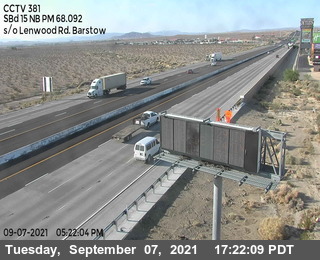 CCTV 381
SBd 15 NB PM 68.092
s/o Lenwood Rd. Barstow
09-07-2021 05:22:04 PM
Tuesday, September 07, 2021 17:22:09 PDT